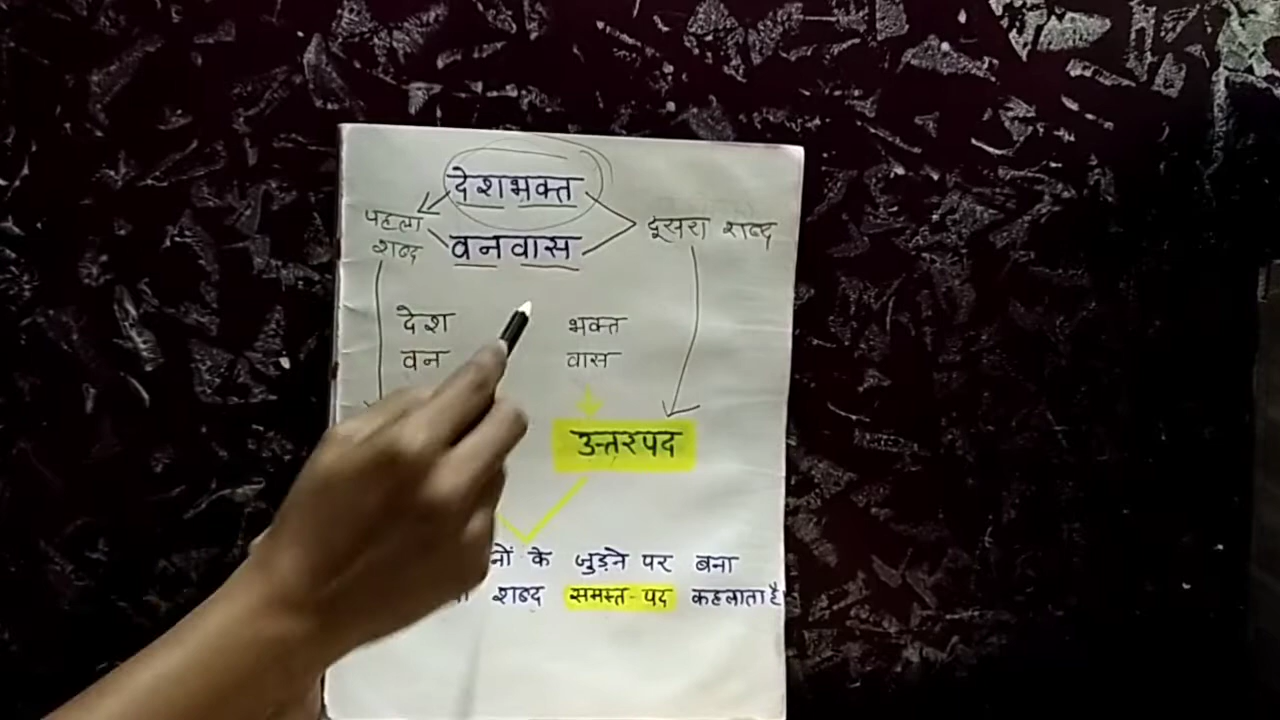 देशभक्त
पहला
शब्द
वनवास
दूसरा शब्द
देश भक्त
वन वास
उत्तरपद
के जुड़ने पर बना
शब्द समस्त-पद कहलाता है।